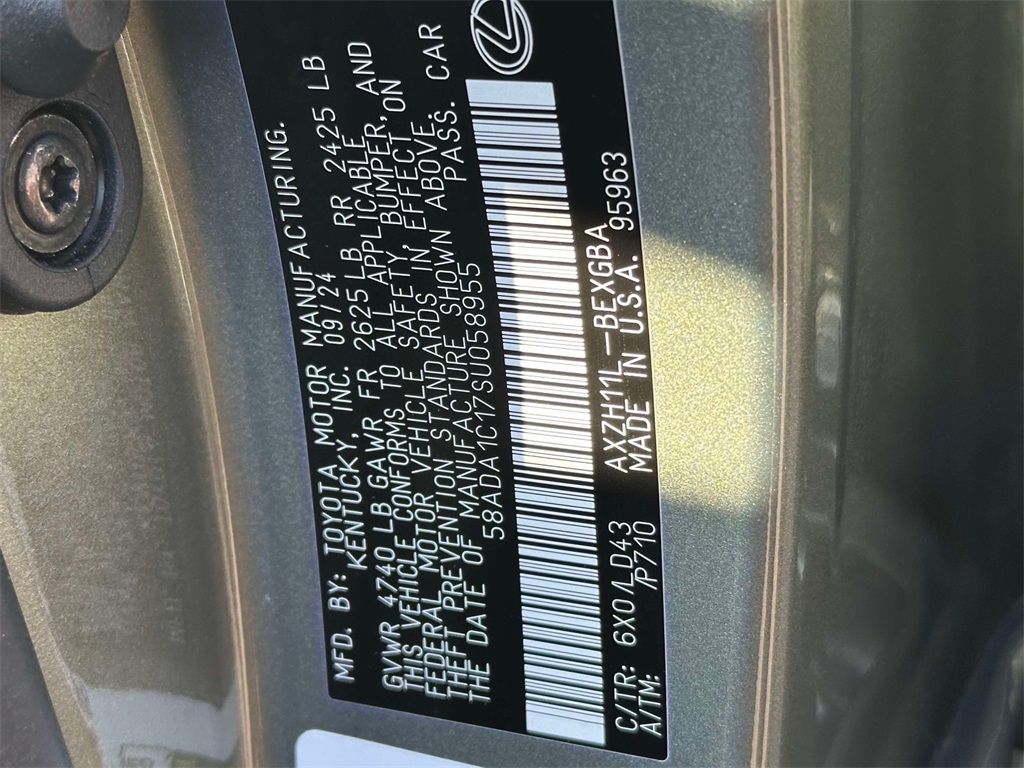 MFD. BY: TOYOTA MOTOR MANUFACTURING.
KENTUCKY, INC. 09/24
GVWR 4740 LB GAWR FR 2625 LB RR 2425 LB
THIS VEHICLE CONFORMS TO ALL APPLICABLE
FEDERAL MOTOR VEHICLE SAFETY, BUMPER, AND
THEFT PREVENTION STANDARDS IN EFFECT ON
THE DATE OF MANUFACTURE SHOWN ABOVE.
58ADA1C17SU058955 PASS. CAR
AXZH11L-BEXGBA
MADE IN U.S.A. 95963
C/TR: 6X0/LD43
A/TM: /P710